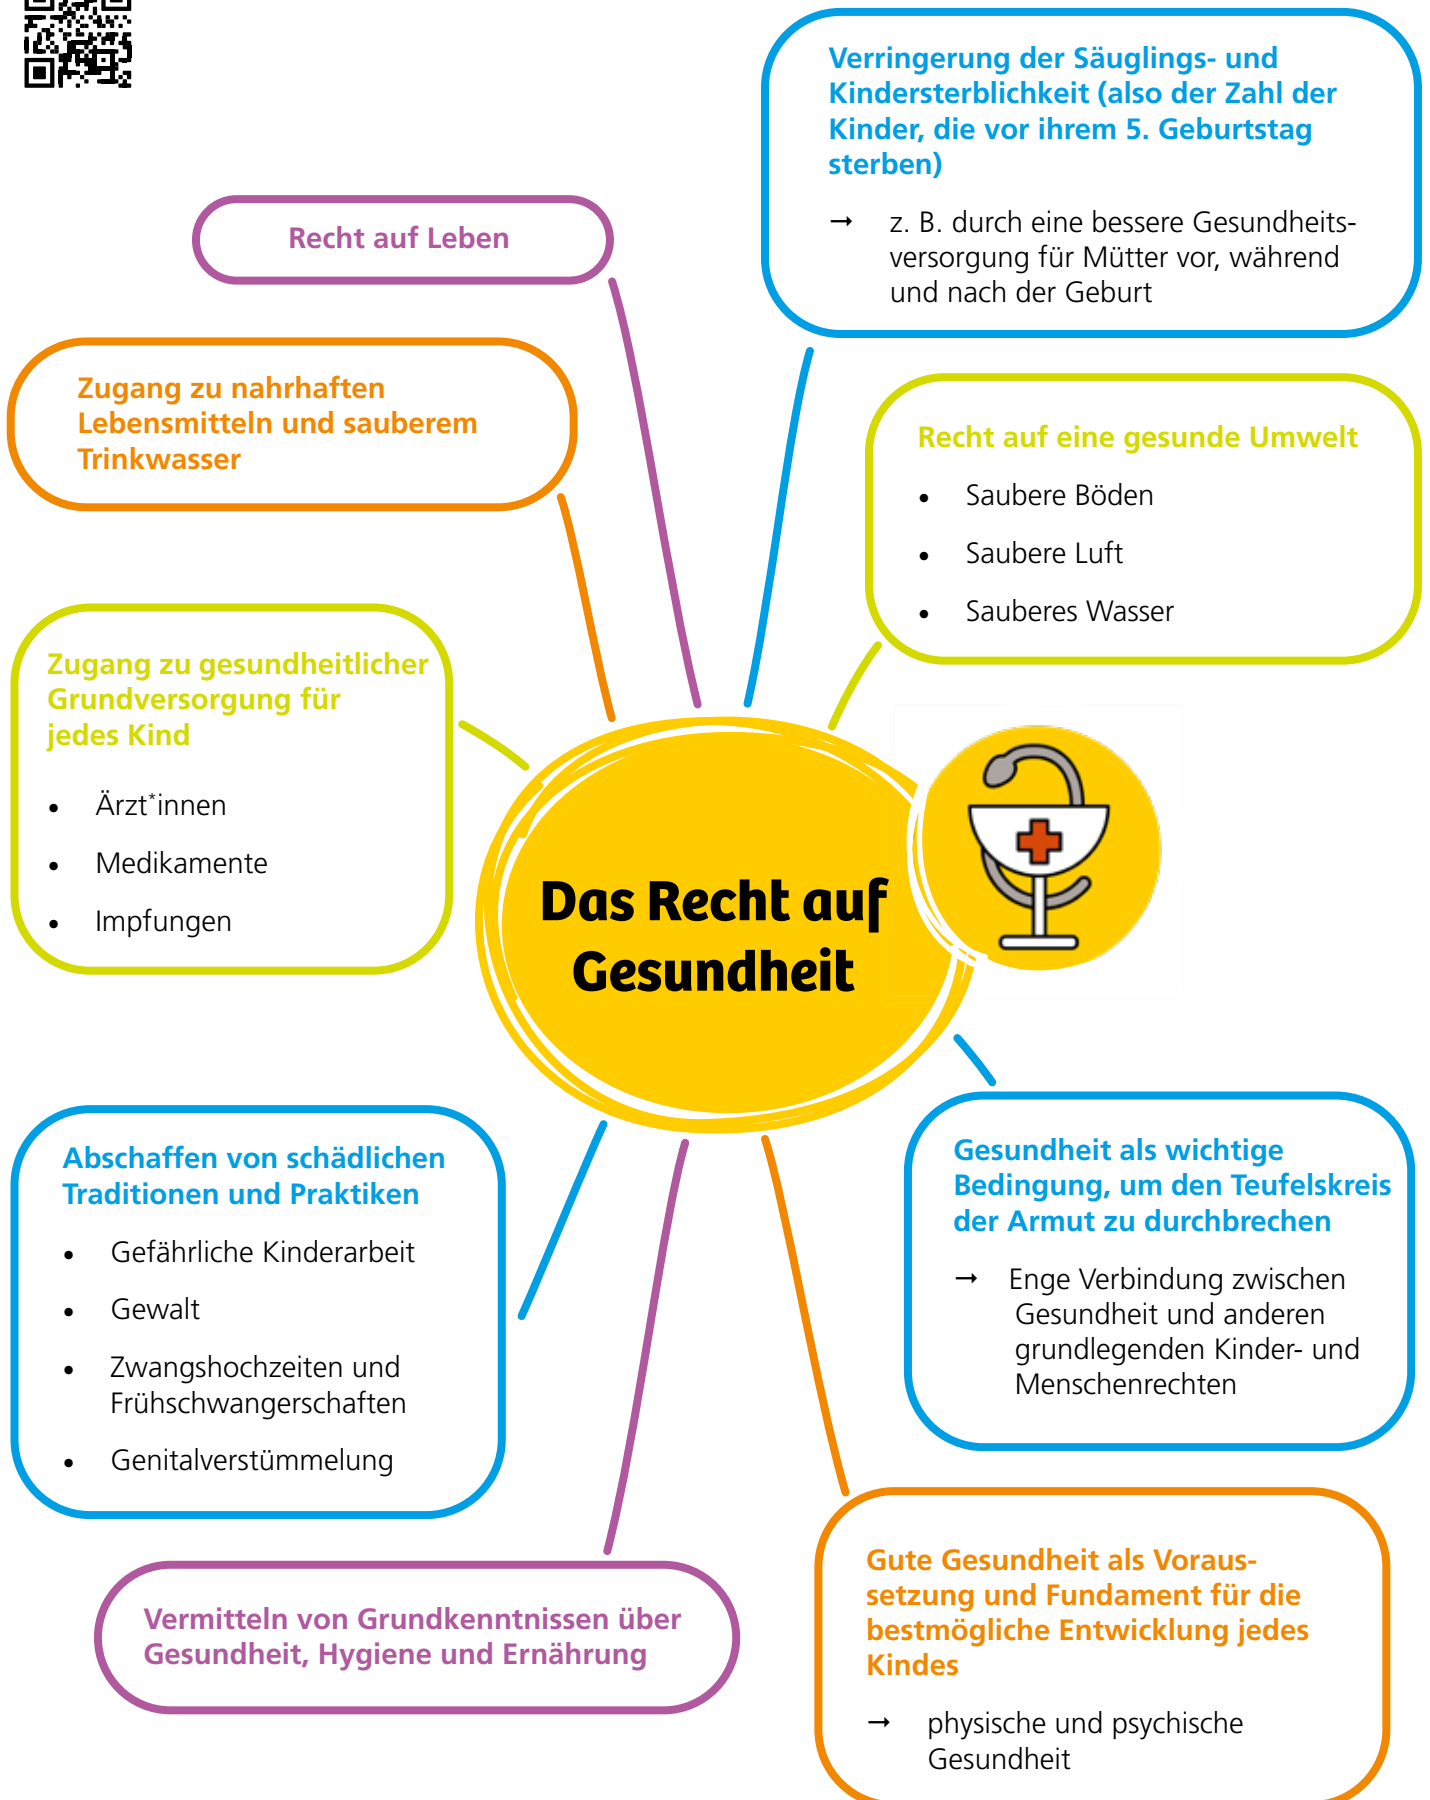 Verringerung der Säuglings- und
Kindersterblichkeit (also der Zahl der
Kinder, die vor ihrem 5. Geburtstag
sterben)
→ z. B. durch eine bessere Gesundheits-
versorgung für Mütter vor, während
und nach der Geburt
Recht auf Leben
Zugang zu nahrhaften
Lebensmitteln und sauberem
Trinkwasser
Recht auf eine gesunde Umwelt
• Saubere Böden
• Saubere Luft
• Sauberes Wasser
Zugang zu gesundheitlicher
Grundversorgung für
jedes Kind
• Ärzt*innen
• Medikamente
• Impfungen
Das Recht auf
Gesundheit
Abschaffen von schädlichen
Traditionen und Praktiken
• Gefährliche Kinderarbeit
• Gewalt
• Zwangshochzeiten und
Frühschwangerschaften
• Genitalverstümmelung
Gesundheit als wichtige
Bedingung, um den Teufelskreis
der Armut zu durchbrechen
→ Enge Verbindung zwischen
Gesundheit und anderen
grundlegenden Kinder- und
Menschenrechten
Vermitteln von Grundkenntnissen über
Gesundheit, Hygiene und Ernährung
Gute Gesundheit als Voraus-
setzung und Fundament für die
bestmögliche Entwicklung jedes
Kindes
→ physische und psychische
Gesundheit